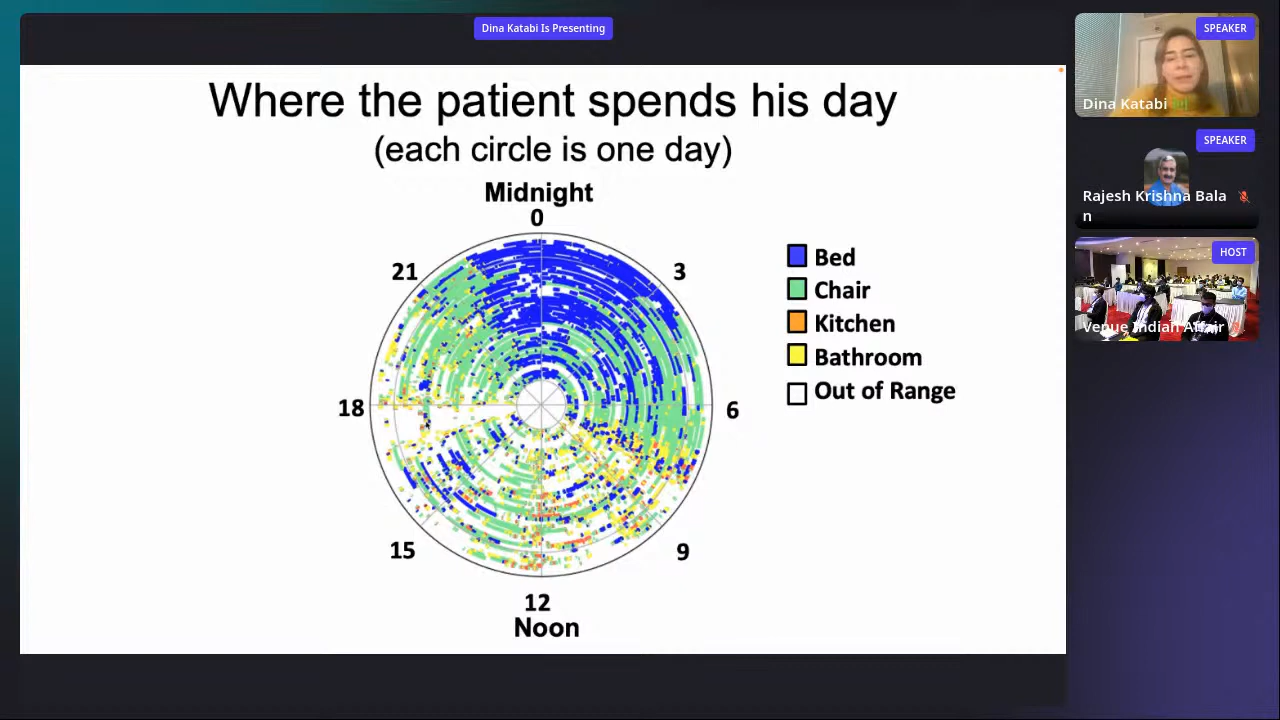 Dina Katabi Is Presenting
Where the patient spends his day
(each circle is one day)
Midnight
0
21
3
18
6
15
9
12
Noon
Bed
Chair
Kitchen
Bathroom
Out of Range
SPEAKER
Dina Katabi
SPEAKER
Rajesh Krishna Bala
n
HOST
Venue Indian Affair